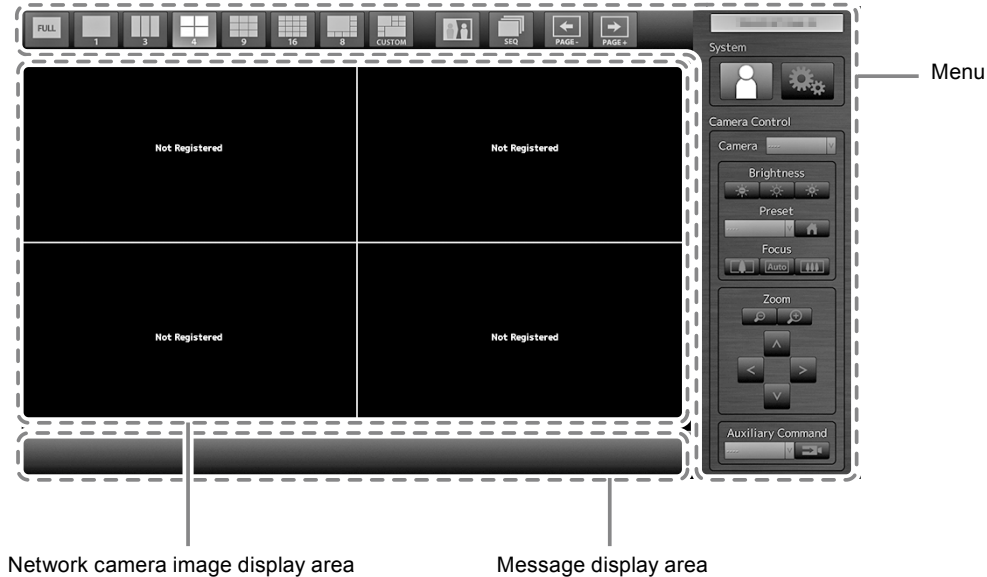 FULL
1
3
4
9
16
8
CUSTOM
SEQ
PAGE-
PAGE+
System
Menu
Camera Control
Camera ----
Brightness
Preset
Focus
Auto
Zoom
Auxiliary Command
----
Not Registered
Not Registered
Not Registered
Not Registered
Network camera image display area
Message display area